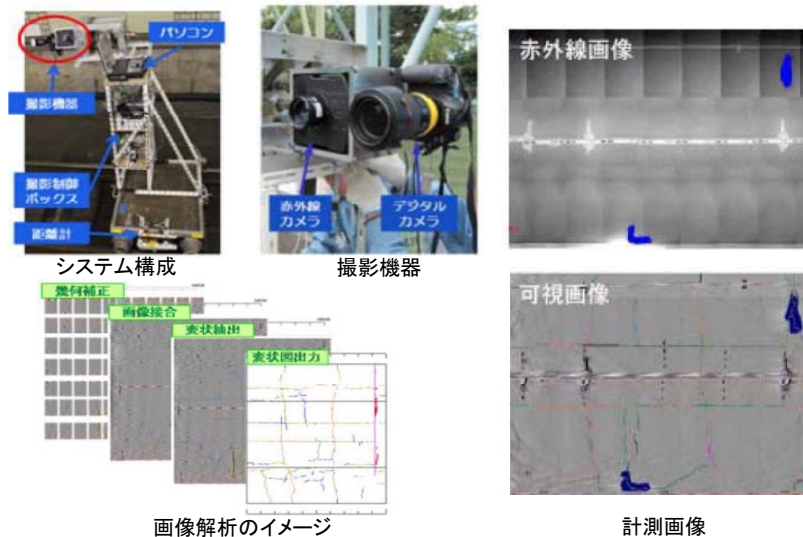 パソコン
撮影機器
撮影制御
ボックス
距離計
システム構成
赤外線
カメラ
デジタル
カメラ
撮影機器
赤外線画像
可視画像
計測画像
幾何補正
画像接合
変状抽出
変状図出力
画像解析のイメージ